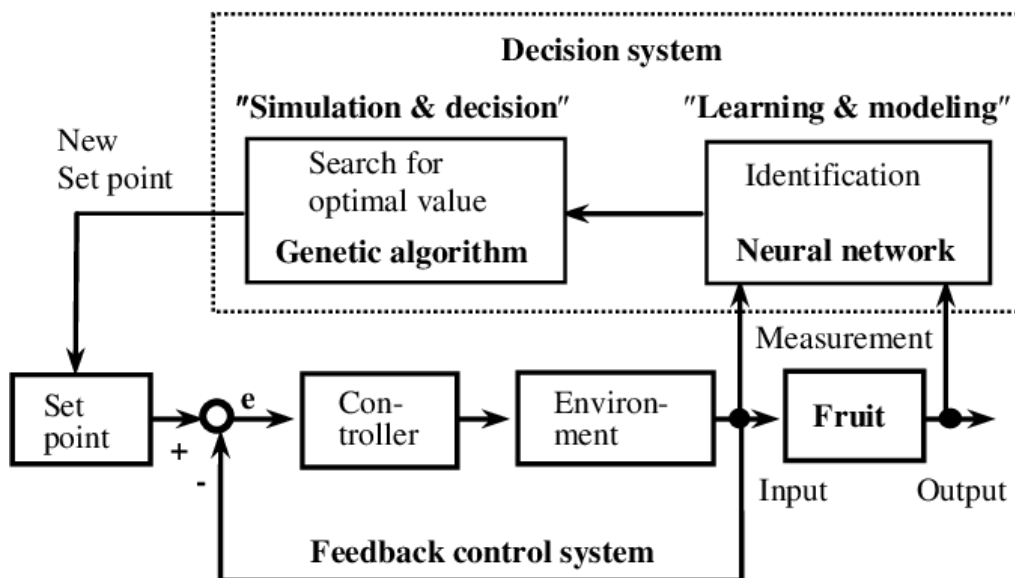 Decision system
"Simulation & decision"
"Learning & modeling"
New
Set point
Search for
optimal value
Genetic algorithm
Identification
Neural network
Measurement
Set
point
+
-
e
Con-
troller
Environ-
ment
Fruit
Input
Output
Feedback control system